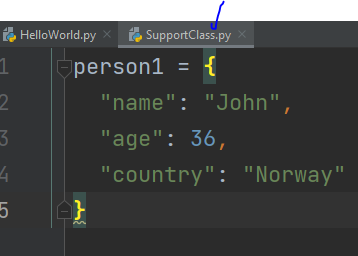 HelloWorld.py × SupportClass.py ×
1 person1 = {
2 "name": "John",
3 "age": 36,
4 "country": "Norway"
5 }